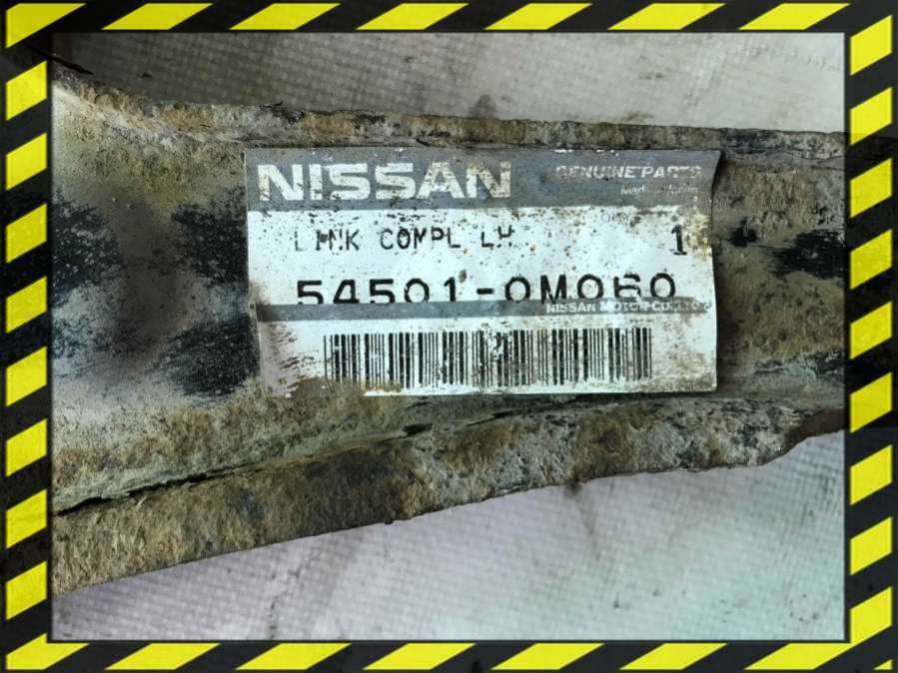 NISSAN GENUINE PARTS
LINK COMPL LH 1
54501-0M060
NISSAN MOTOR CO., LTD